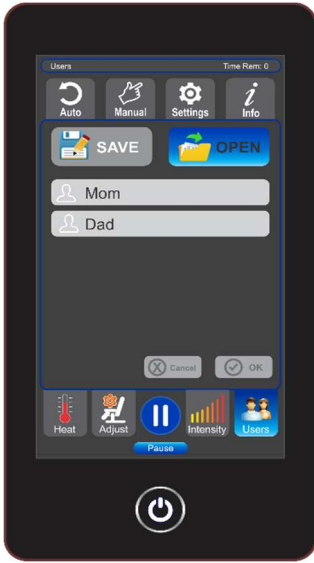 Users Time Rem: 0
Auto Manual Settings Info
SAVE OPEN
Mom
Dad
Cancel OK
Heat Adjust Intensity Users
Pause